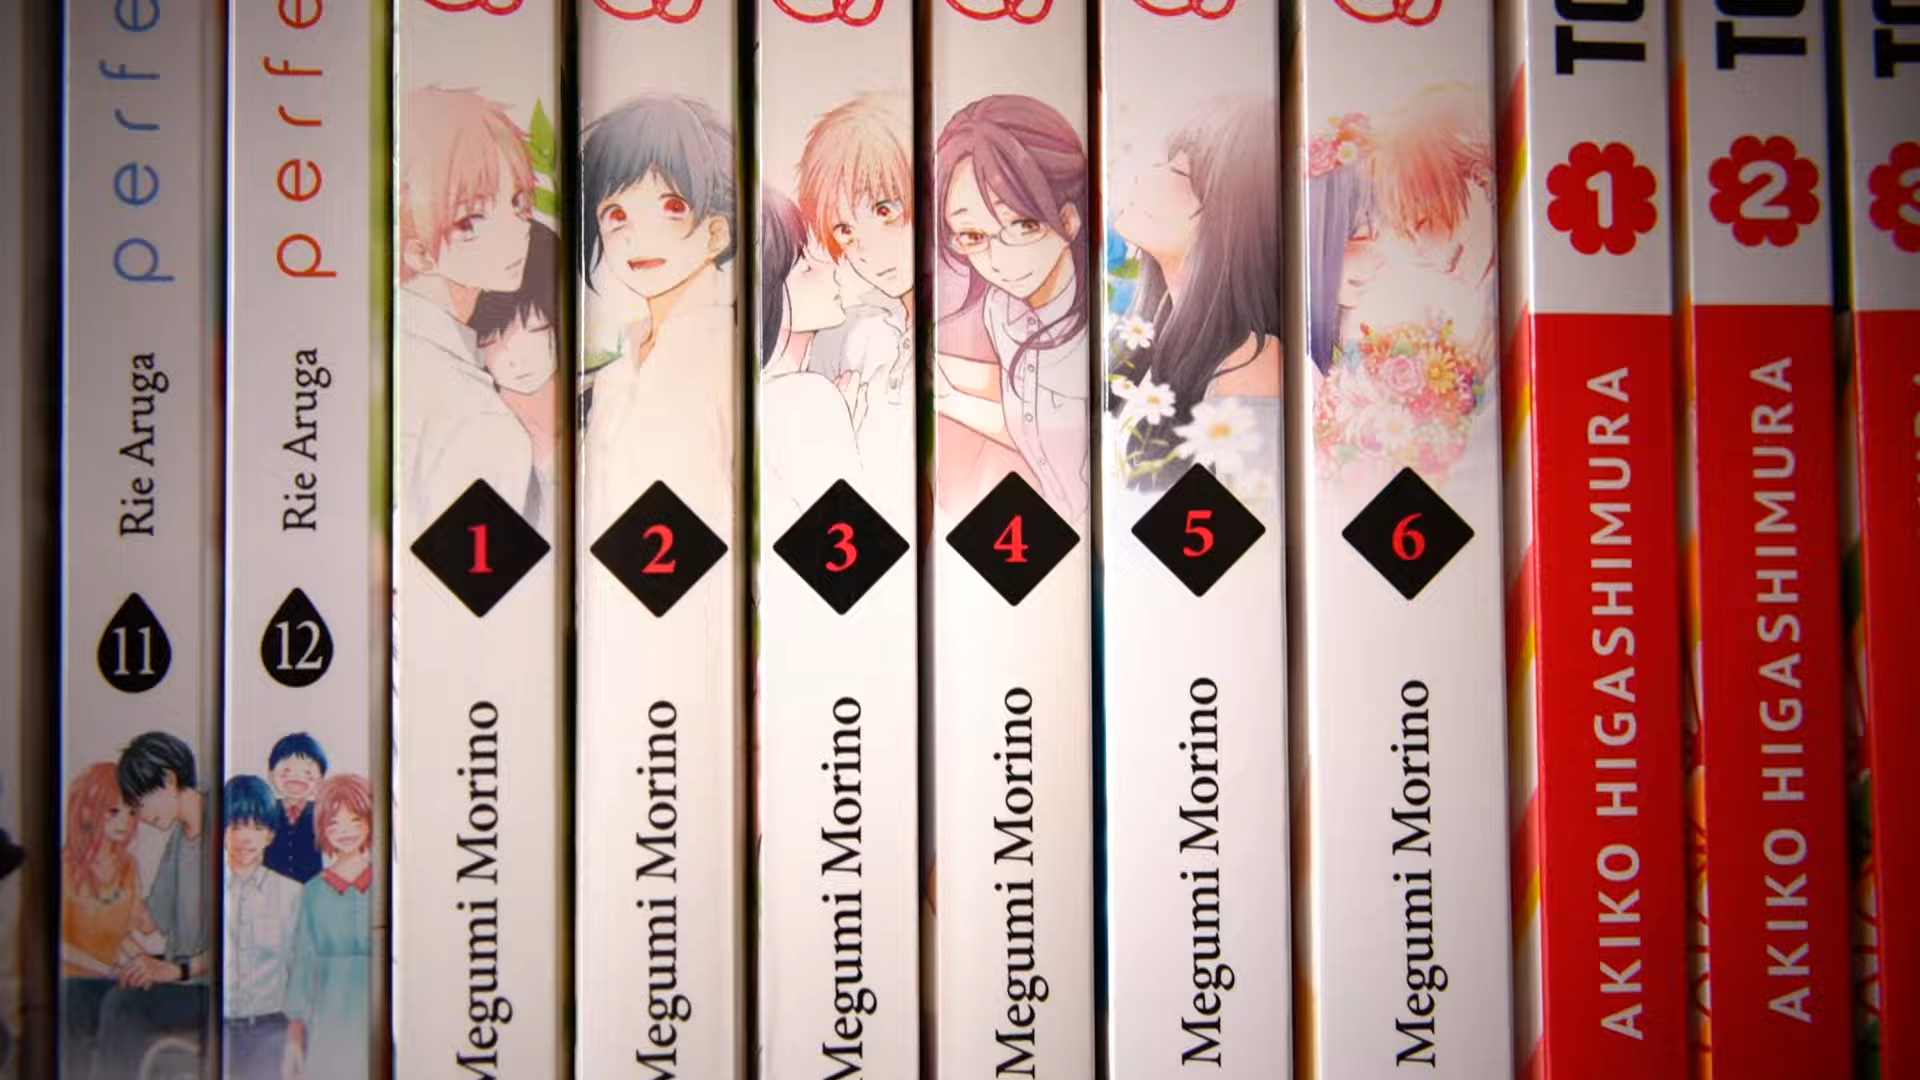 perfe
Rie Aruga
11
perfe
Rie Aruga
12
1
Megumi Morino
2
Megumi Morino
3
Megumi Morino
4
Megumi Morino
5
Megumi Morino
6
Megumi Morino
TO
1
AKIKO HIGASHIMURA
TO
2
AKIKO HIGASHIMURA
3